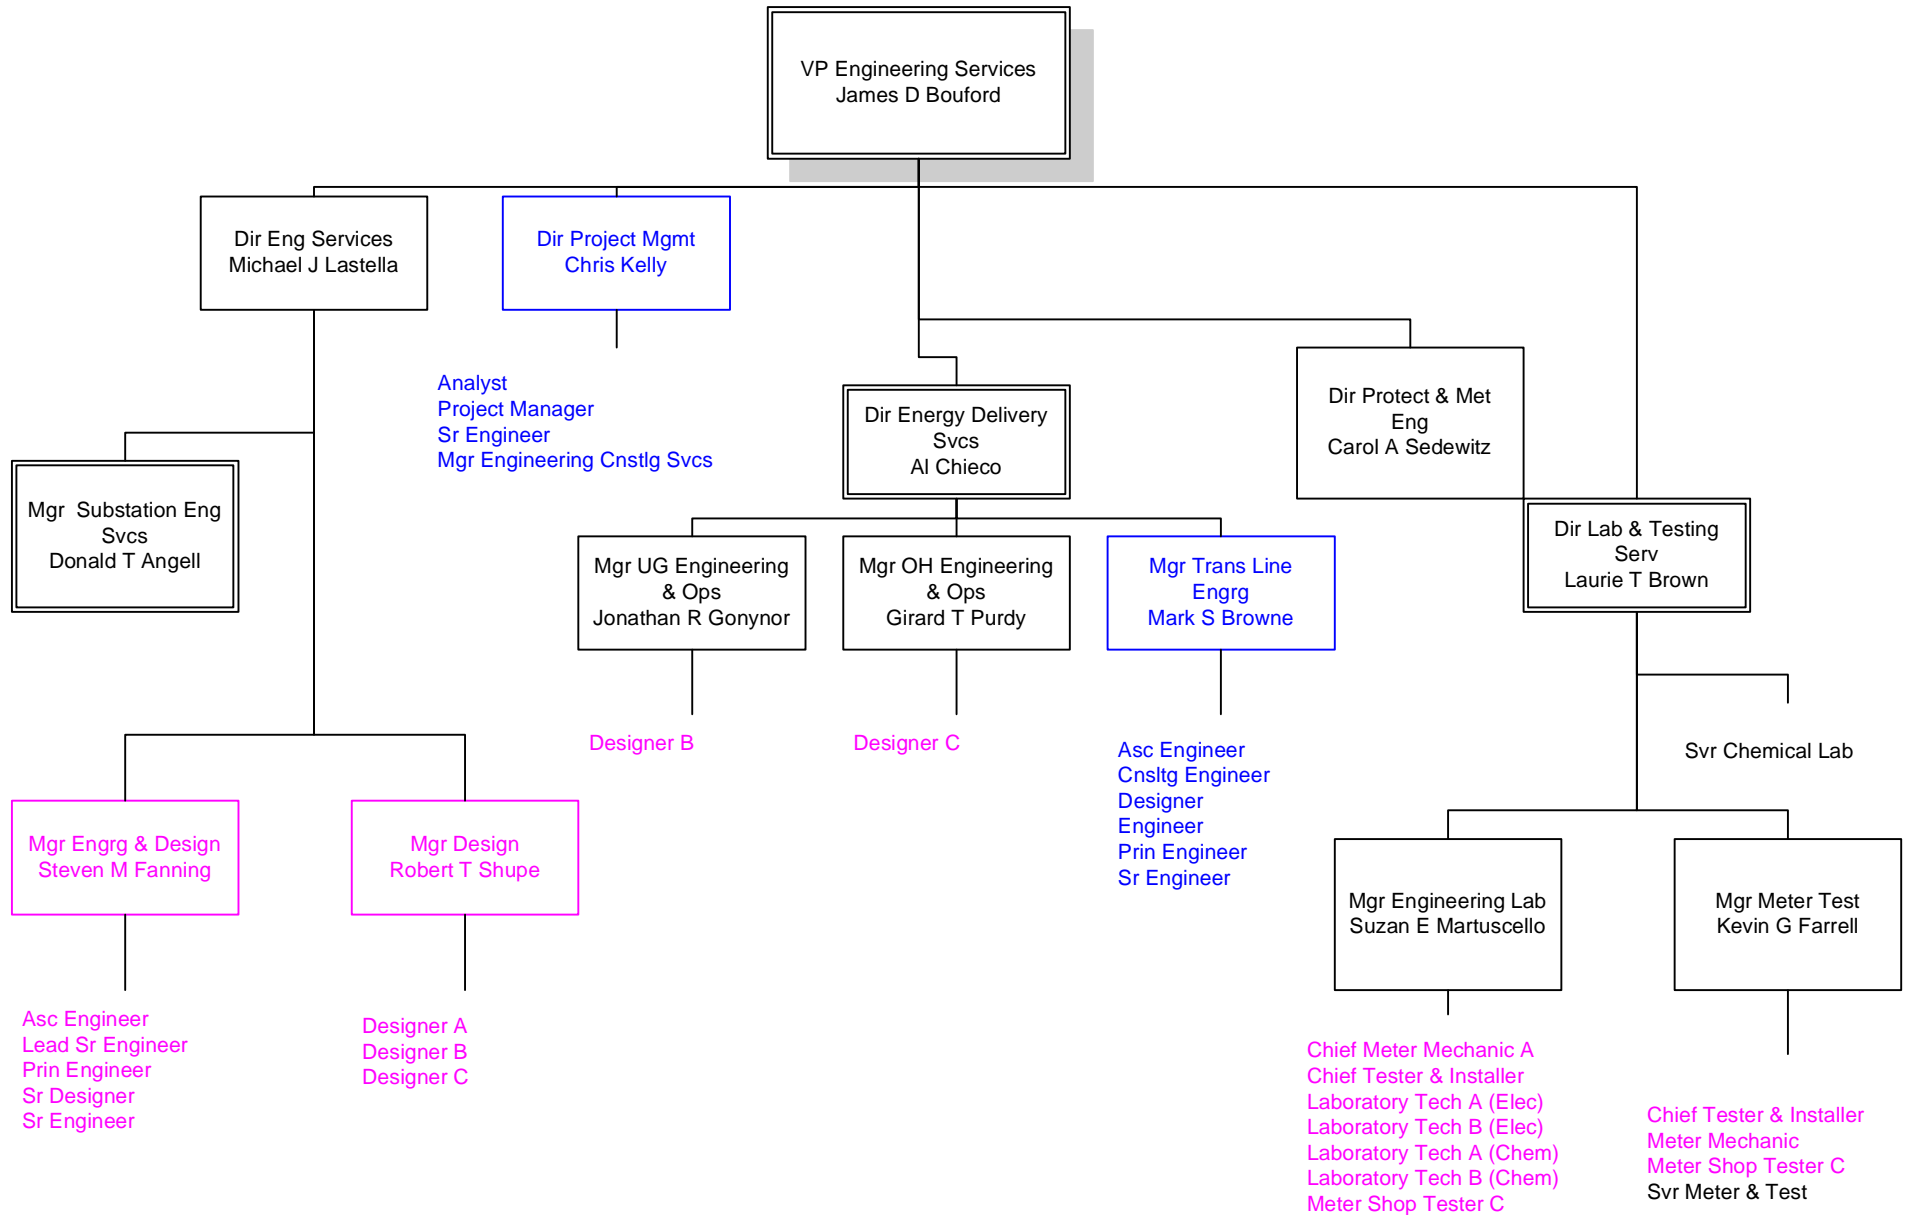 VP Engineering Services
James D Bouford
Dir Eng Services
Michael J Lastella
Dir Project Mgmt
Chris Kelly
Analyst
Project Manager
Sr Engineer
Mgr Engineering Cnstlg Svcs
Dir Energy Delivery
Svcs
Al Chieco
Dir Protect & Met
Eng
Carol A Sedewitz
Mgr  Substation Eng
Svcs
Donald T Angell
Dir Lab & Testing
Serv
Laurie T Brown
Mgr UG Engineering
& Ops
Jonathan R Gonynor
Mgr OH Engineering
& Ops
Girard T Purdy
Mgr Trans Line
Engrg
Mark S Browne
Designer B
Designer C
Asc Engineer
Cnsltg Engineer
Designer
Engineer
Prin Engineer
Sr Engineer
Svr Chemical Lab
Mgr Engrg & Design
Steven M Fanning
Mgr Design
Robert T Shupe
Mgr Engineering Lab
Suzan E Martuscello
Mgr Meter Test
Kevin G Farrell
Asc Engineer
Lead Sr Engineer
Prin Engineer
Sr Designer
Sr Engineer
Designer A
Designer B
Designer C
Chief Meter Mechanic A
Chief Tester & Installer
Laboratory Tech A (Elec)
Laboratory Tech B (Elec)
Laboratory Tech A (Chem)
Laboratory Tech B (Chem)
Meter Shop Tester C
Chief Tester & Installer
Meter Mechanic
Meter Shop Tester C
Svr Meter & Test